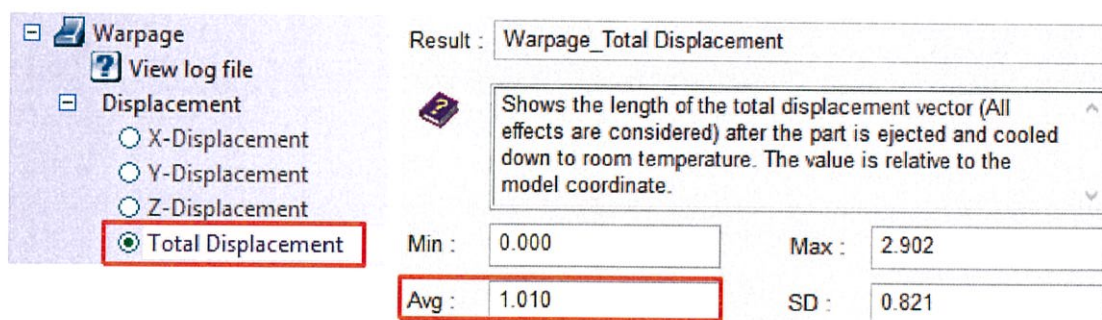 Warpage
View log file
Displacement
X-Displacement
Y-Displacement
Z-Displacement
Total Displacement
Result : Warpage_Total Displacement
Shows the length of the total displacement vector (All
effects are considered) after the part is ejected and cooled
down to room temperature. The value is relative to the
model coordinate.
Min : 0.000 Max : 2.902
Avg : 1.010 SD : 0.821